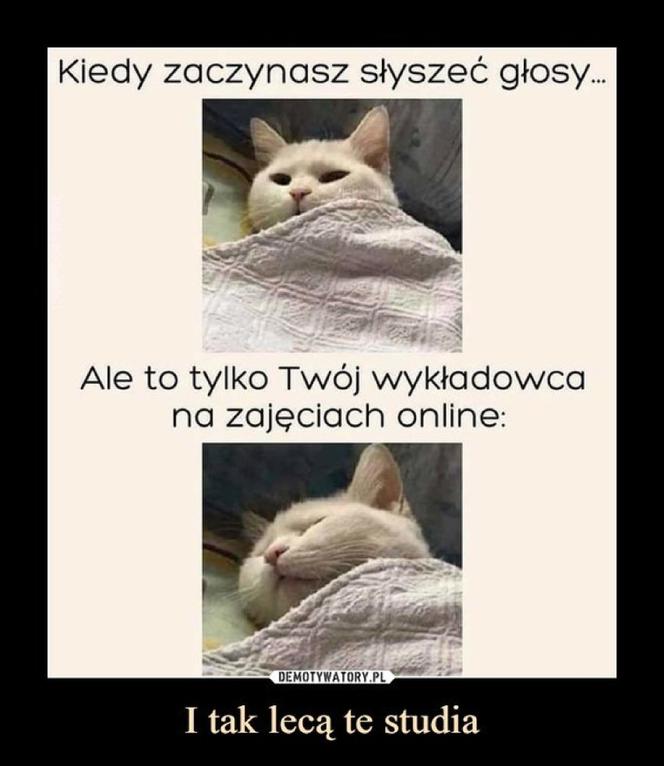 Kiedy zaczynasz słyszeć głosy...
Ale to tylko Twój wykładowca
na zajęciach online:
DEMOTYWATORY.PL
I tak lecą te studia